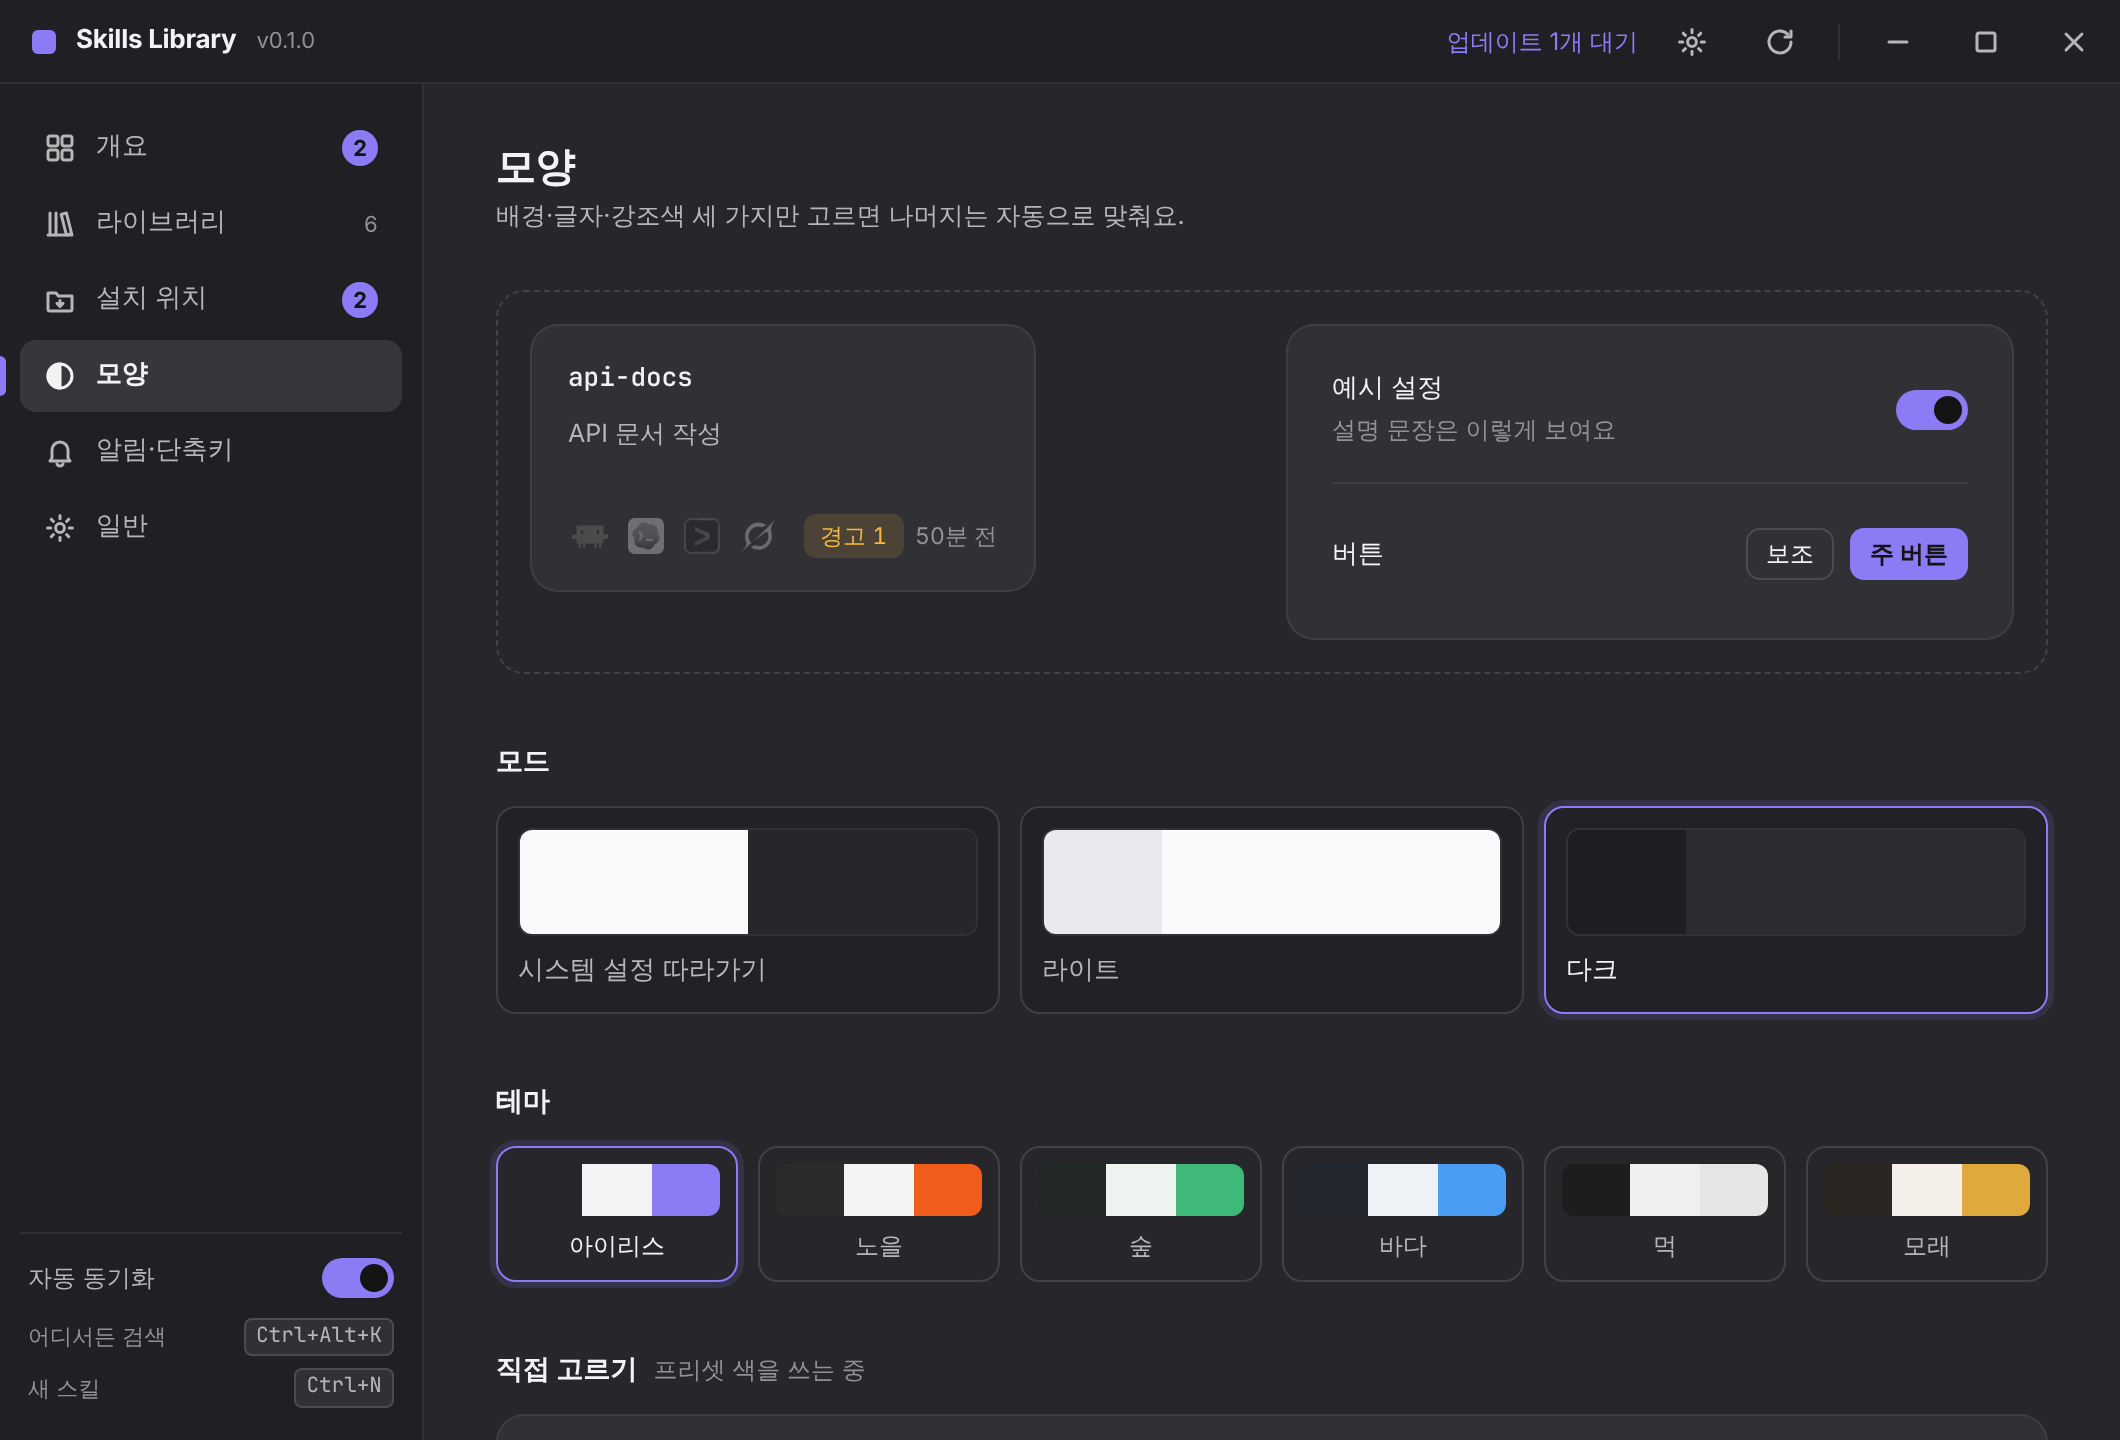 Skills Library v0.1.0
업데이트 1개 대기
개요 2
라이브러리 6
설치 위치 2
모양
알림·단축키
일반
자동 동기화
어디서든 검색 Ctrl+Alt+K
새 스킬 Ctrl+N
모양
배경·글자·강조색 세 가지만 고르면 나머지는 자동으로 맞춰요.
api-docs
API 문서 작성
경고 1 50분 전
예시 설정
설명 문장은 이렇게 보여요
버튼 보조 주 버튼
모드
시스템 설정 따라가기
라이트
다크
테마
아이리스
노을
숲
바다
먹
모래
직접 고르기 프리셋 색을 쓰는 중